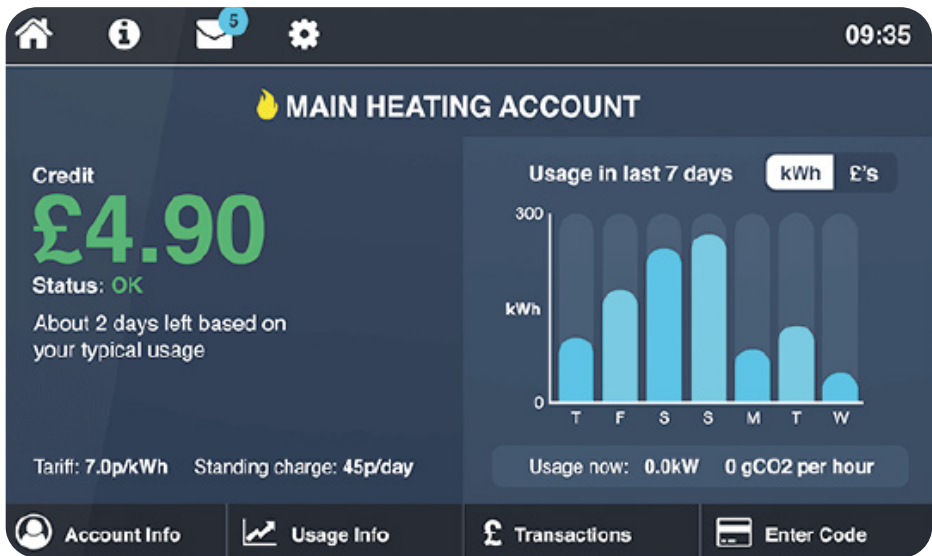 5
09:35
MAIN HEATING ACCOUNT
Credit
£4.90
Status: OK
About 2 days left based on
your typical usage
Tariff: 7.0p/kWh Standing charge: 45p/day
Usage in last 7 days kWh £'s
300
kWh
0
T F S S M T W
Usage now: 0.0kW 0 gCO2 per hour
Account Info Usage Info £ Transactions Enter Code